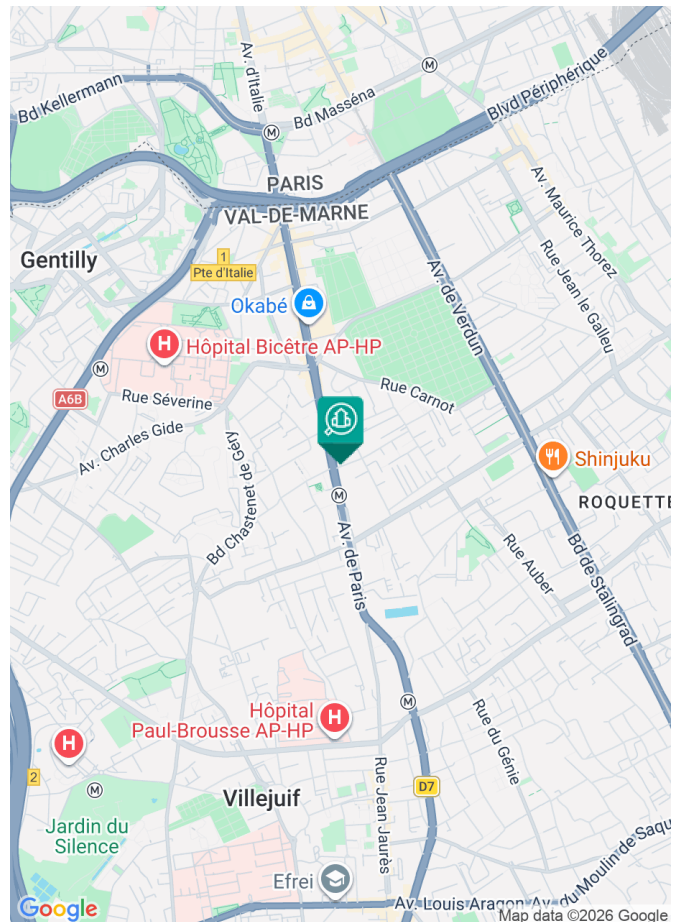 Av. d'Italie
Bd Kellermann
Bd Masséna
Blvd Périphérique
M
M
PARIS
VAL-DE-MARNE
Av. Maurice Thorez
Gentilly
1
Pte d'Italie
Av. de Verdun
Rue Jean le Galleu
Okabé
H
Hôpital Bicêtre AP-HP
M
A6B
Rue Séverine
Rue Carnot
Av. Charles Gide
Bd Chastenet de Géry
Shinjuku
M
ROQUETTE
Av. de Paris
Rue Auber
Bd de Stalingrad
Hôpital
Paul-Brousse AP-HP
H
M
H
Rue du Génie
2
M
Villejuif
Rue Jean Jaurès
D7
Jardin du
Silence
Efrei
Av. Louis Aragon
Av. du Moulin de Saqu
Google
Map data ©2026 Google